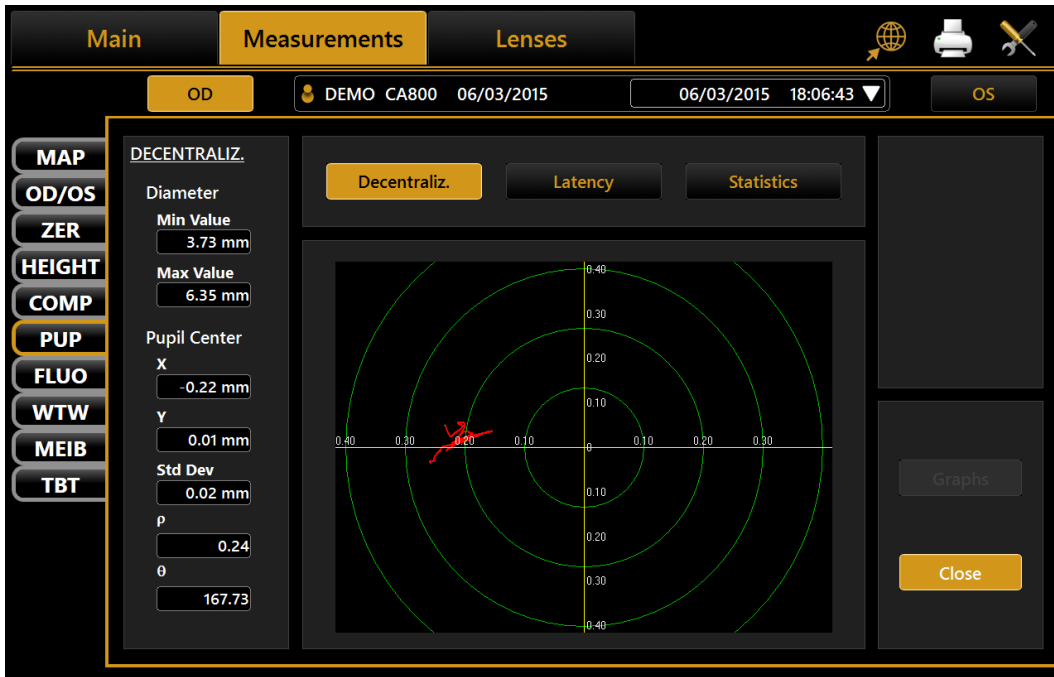 Main Measurements Lenses
OD DEMO CA800 06/03/2015 06/03/2015 18:06:43 OS
MAP
OD/OS
ZER
HEIGHT
COMP
PUP
FLUO
WTW
MEIB
TBT
DECENTRALIZ.
Diameter
Min Value
3.73 mm
Max Value
6.35 mm
Pupil Center
X
-0.22 mm
Y
0.01 mm
Std Dev
0.02 mm
ρ
0.24
θ
167.73
Decentraliz. Latency Statistics
0.40
0.30
0.20
0.10
0.40 0.30 0.20 0.10 0 0.10 0.20 0.30
0.10
0.20
0.30
0.40
Graphs
Close